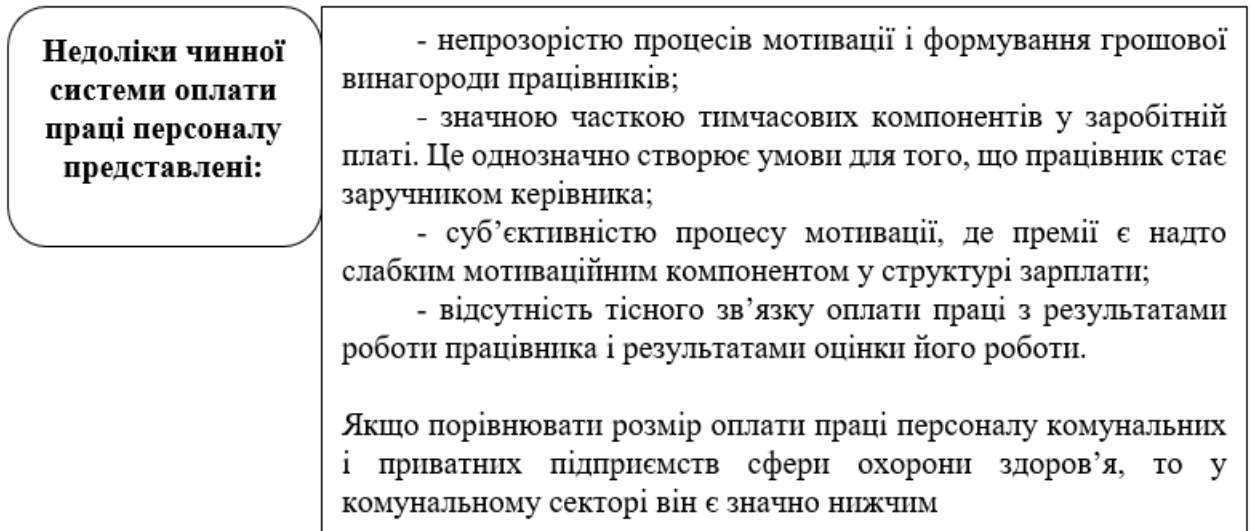 Недоліки чинної
системи оплати
праці персоналу
представлені:
- непрозорістю процесів мотивації і формування грошової
винагороди працівників;
- значною часткою тимчасових компонентів у заробітній
платі. Це однозначно створює умови для того, що працівник стає
заручником керівника;
- суб’єктивністю процесу мотивації, де премії є надто
слабким мотиваційним компонентом у структурі зарплати;
- відсутність тісного зв’язку оплати праці з результатами
роботи працівника і результатами оцінки його роботи.
Якщо порівнювати розмір оплати праці персоналу комунальних
і приватних підприємств сфери охорони здоров’я, то у
комунальному секторі він є значно нижчим